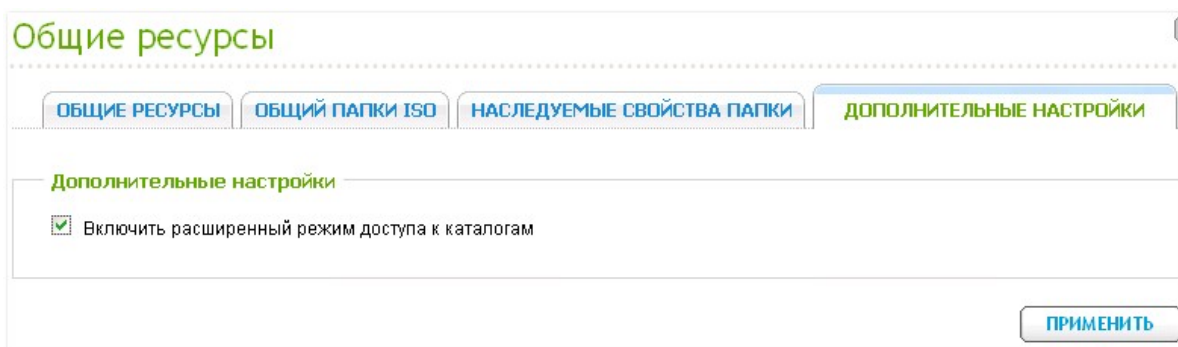 Общие ресурсы
ОБЩИЕ РЕСУРСЫ ОБЩИЙ ПАПКИ ISO НАСЛЕДУЕМЫЕ СВОЙСТВА ПАПКИ ДОПОЛНИТЕЛЬНЫЕ НАСТРОЙКИ
Дополнительные настройки
Включить расширенный режим доступа к каталогам
ПРИМЕНИТЬ